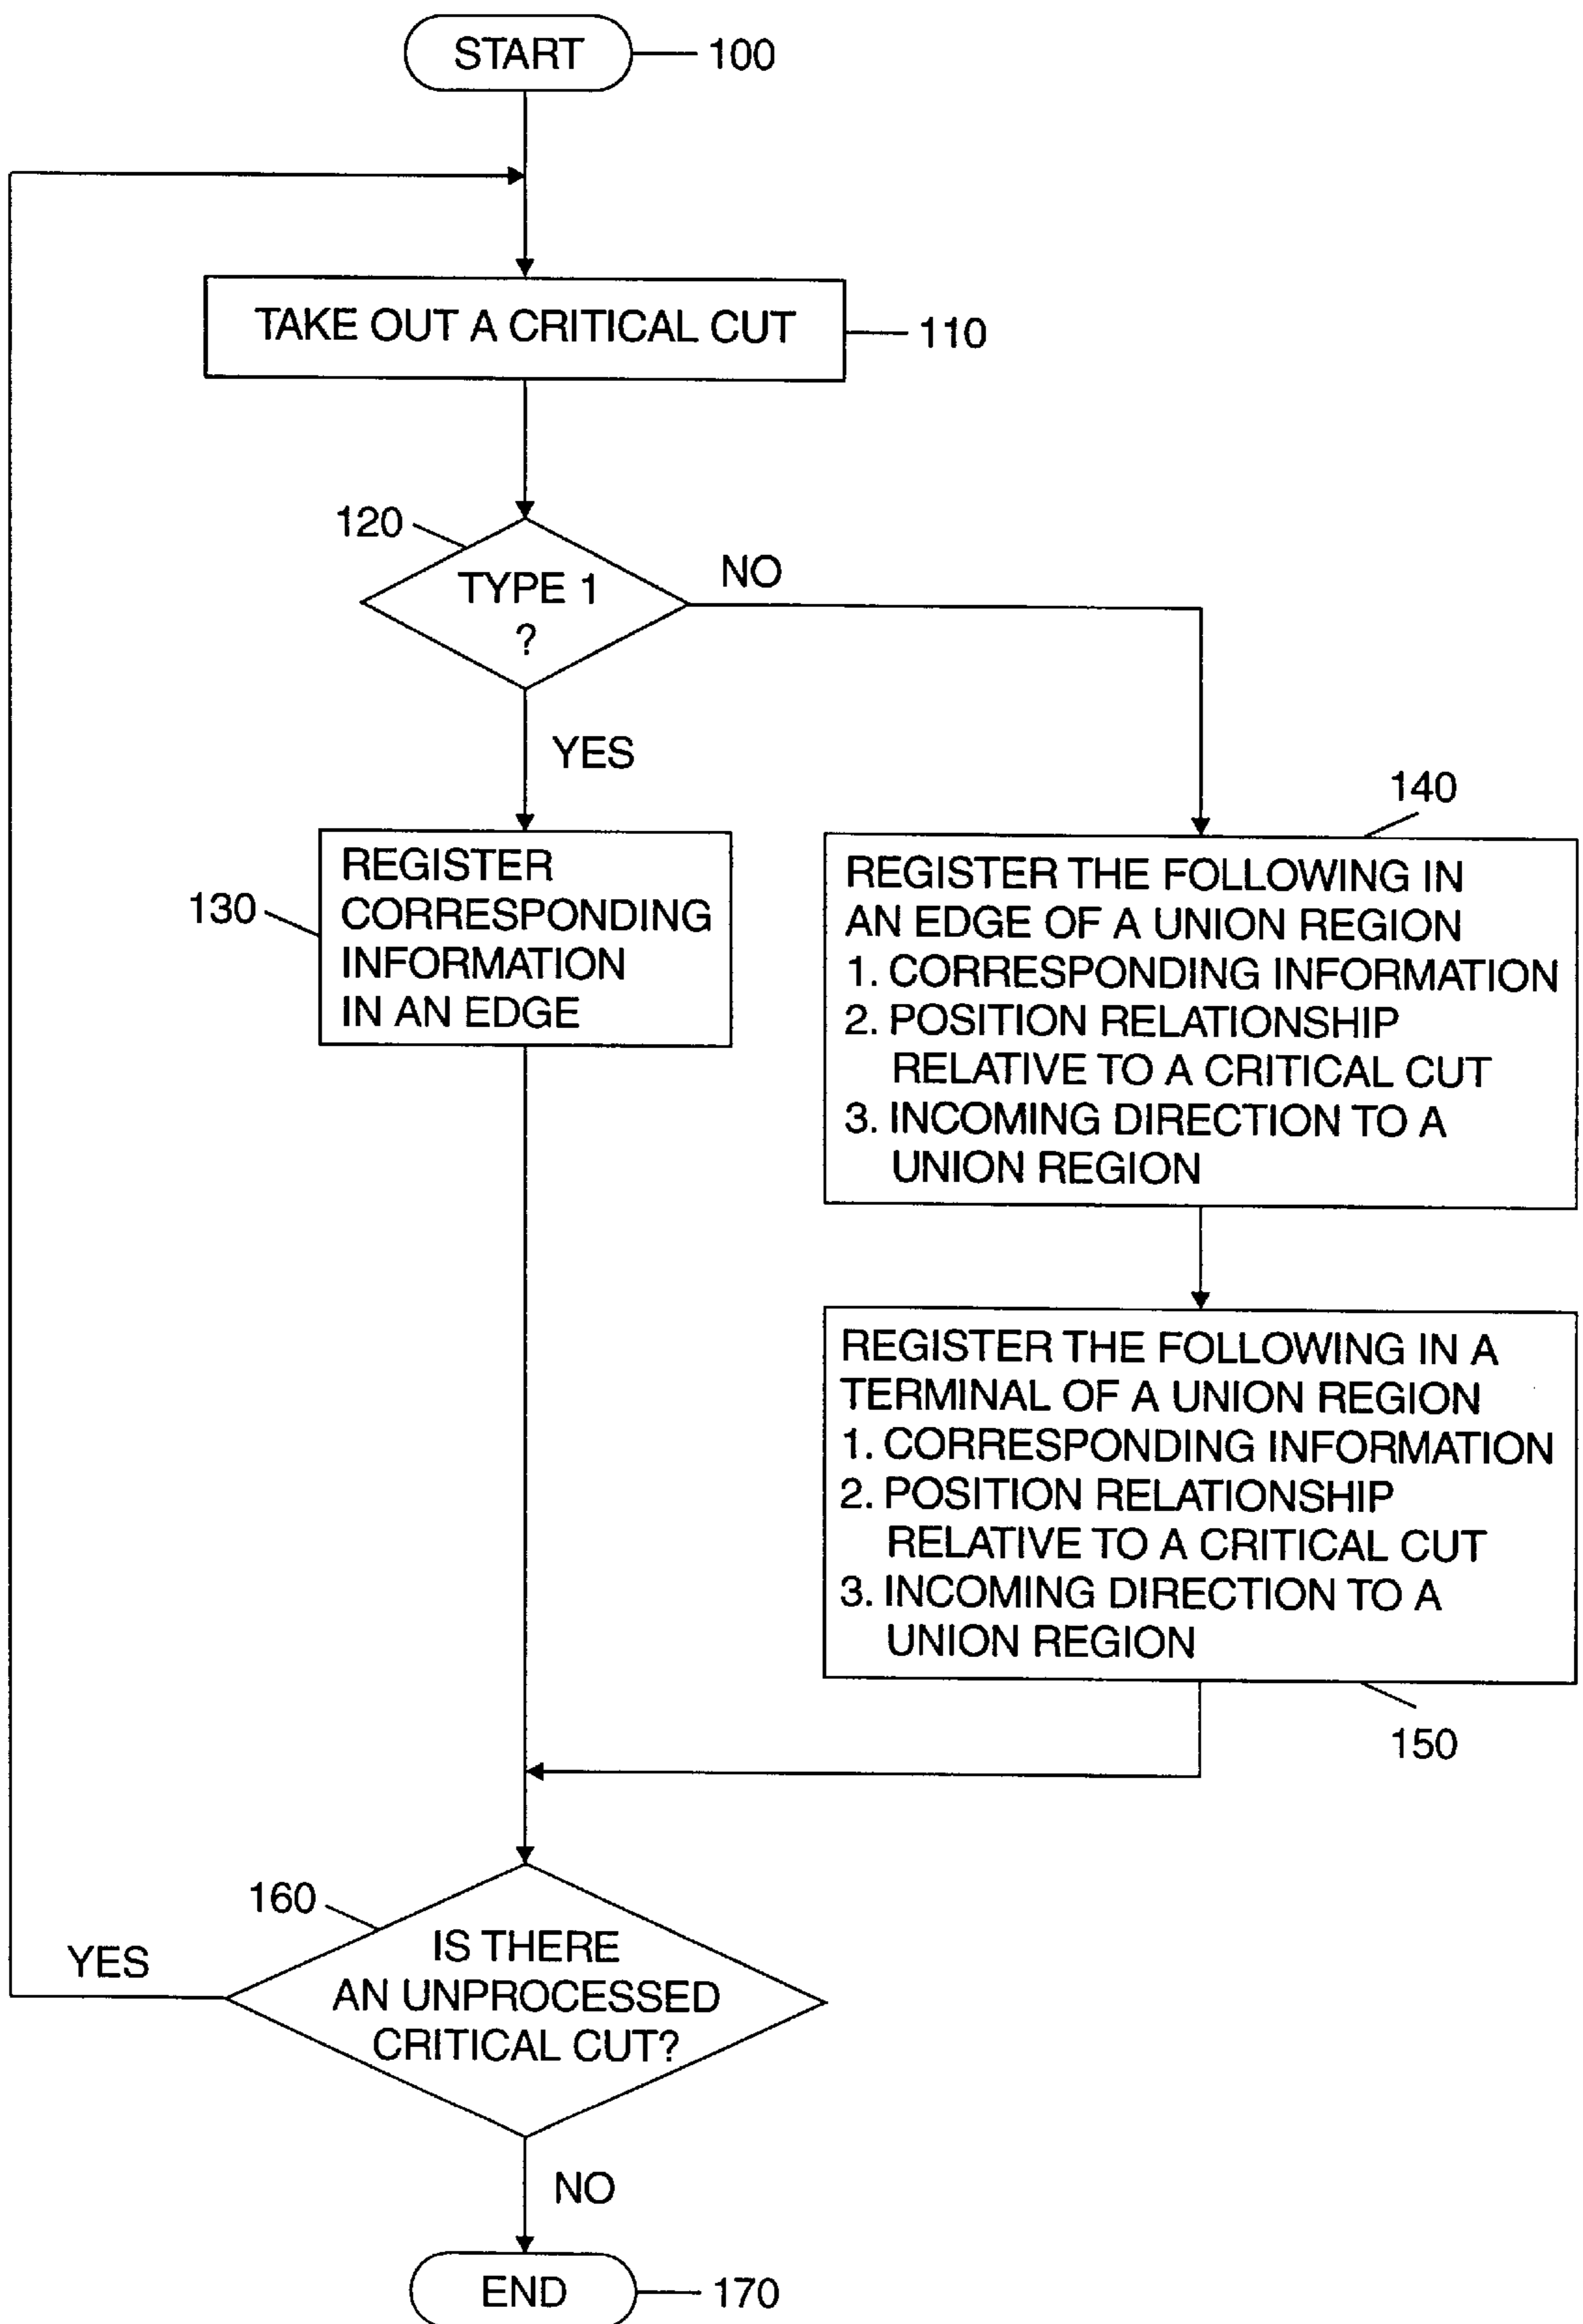 START
100
TAKE OUT A CRITICAL CUT
110
120
TYPE 1
?
NO
YES
130
REGISTER
CORRESPONDING
INFORMATION
IN AN EDGE
140
REGISTER THE FOLLOWING IN
AN EDGE OF A UNION REGION
1. CORRESPONDING INFORMATION
2. POSITION RELATIONSHIP
RELATIVE TO A CRITICAL CUT
3. INCOMING DIRECTION TO A
UNION REGION
REGISTER THE FOLLOWING IN A
TERMINAL OF A UNION REGION
1. CORRESPONDING INFORMATION
2. POSITION RELATIONSHIP
RELATIVE TO A CRITICAL CUT
3. INCOMING DIRECTION TO A
UNION REGION
150
160
IS THERE
AN UNPROCESSED
CRITICAL CUT?
YES
NO
END
170